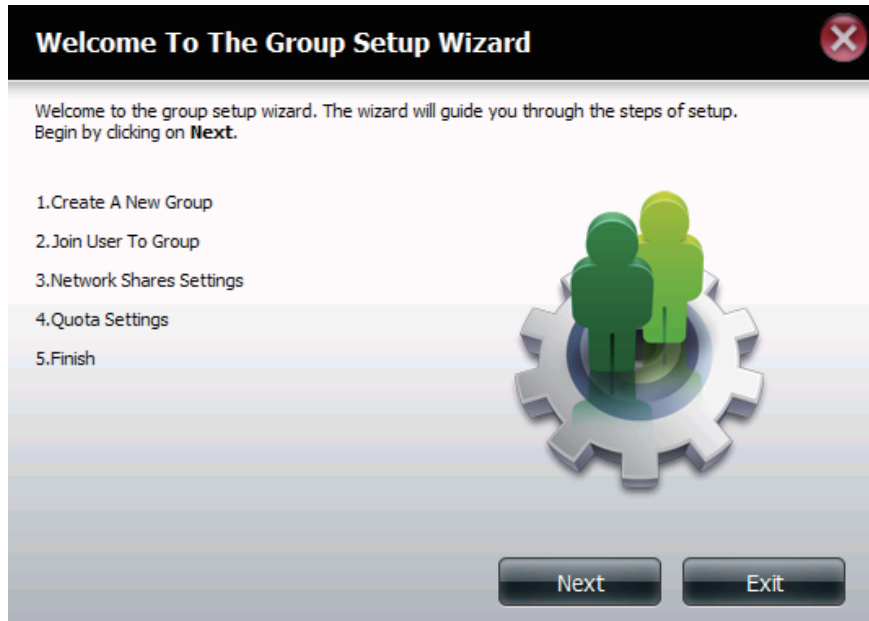 Welcome To The Group Setup Wizard
Welcome to the group setup wizard. The wizard will guide you through the steps of setup.
Begin by clicking on Next.
1.Create A New Group
2.Join User To Group
3.Network Shares Settings
4.Quota Settings
5.Finish
Next Exit